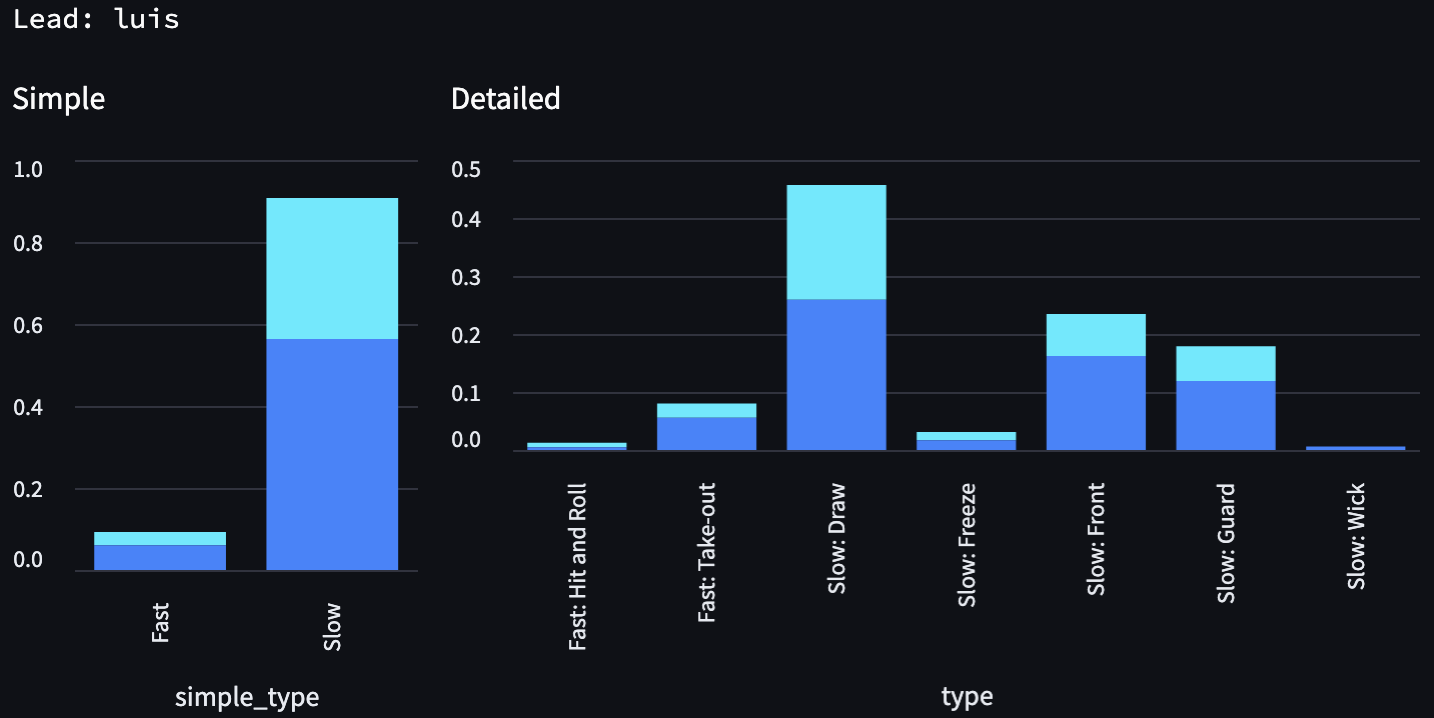 Lead: luis
Simple
1.0
0.8
0.6
0.4
0.2
0.0
Fast
Slow
simple_type
Detailed
0.5
0.4
0.3
0.2
0.1
0.0
Fast: Hit and Roll
Fast: Take-out
Slow: Draw
Slow: Freeze
Slow: Front
Slow: Guard
Slow: Wick
type